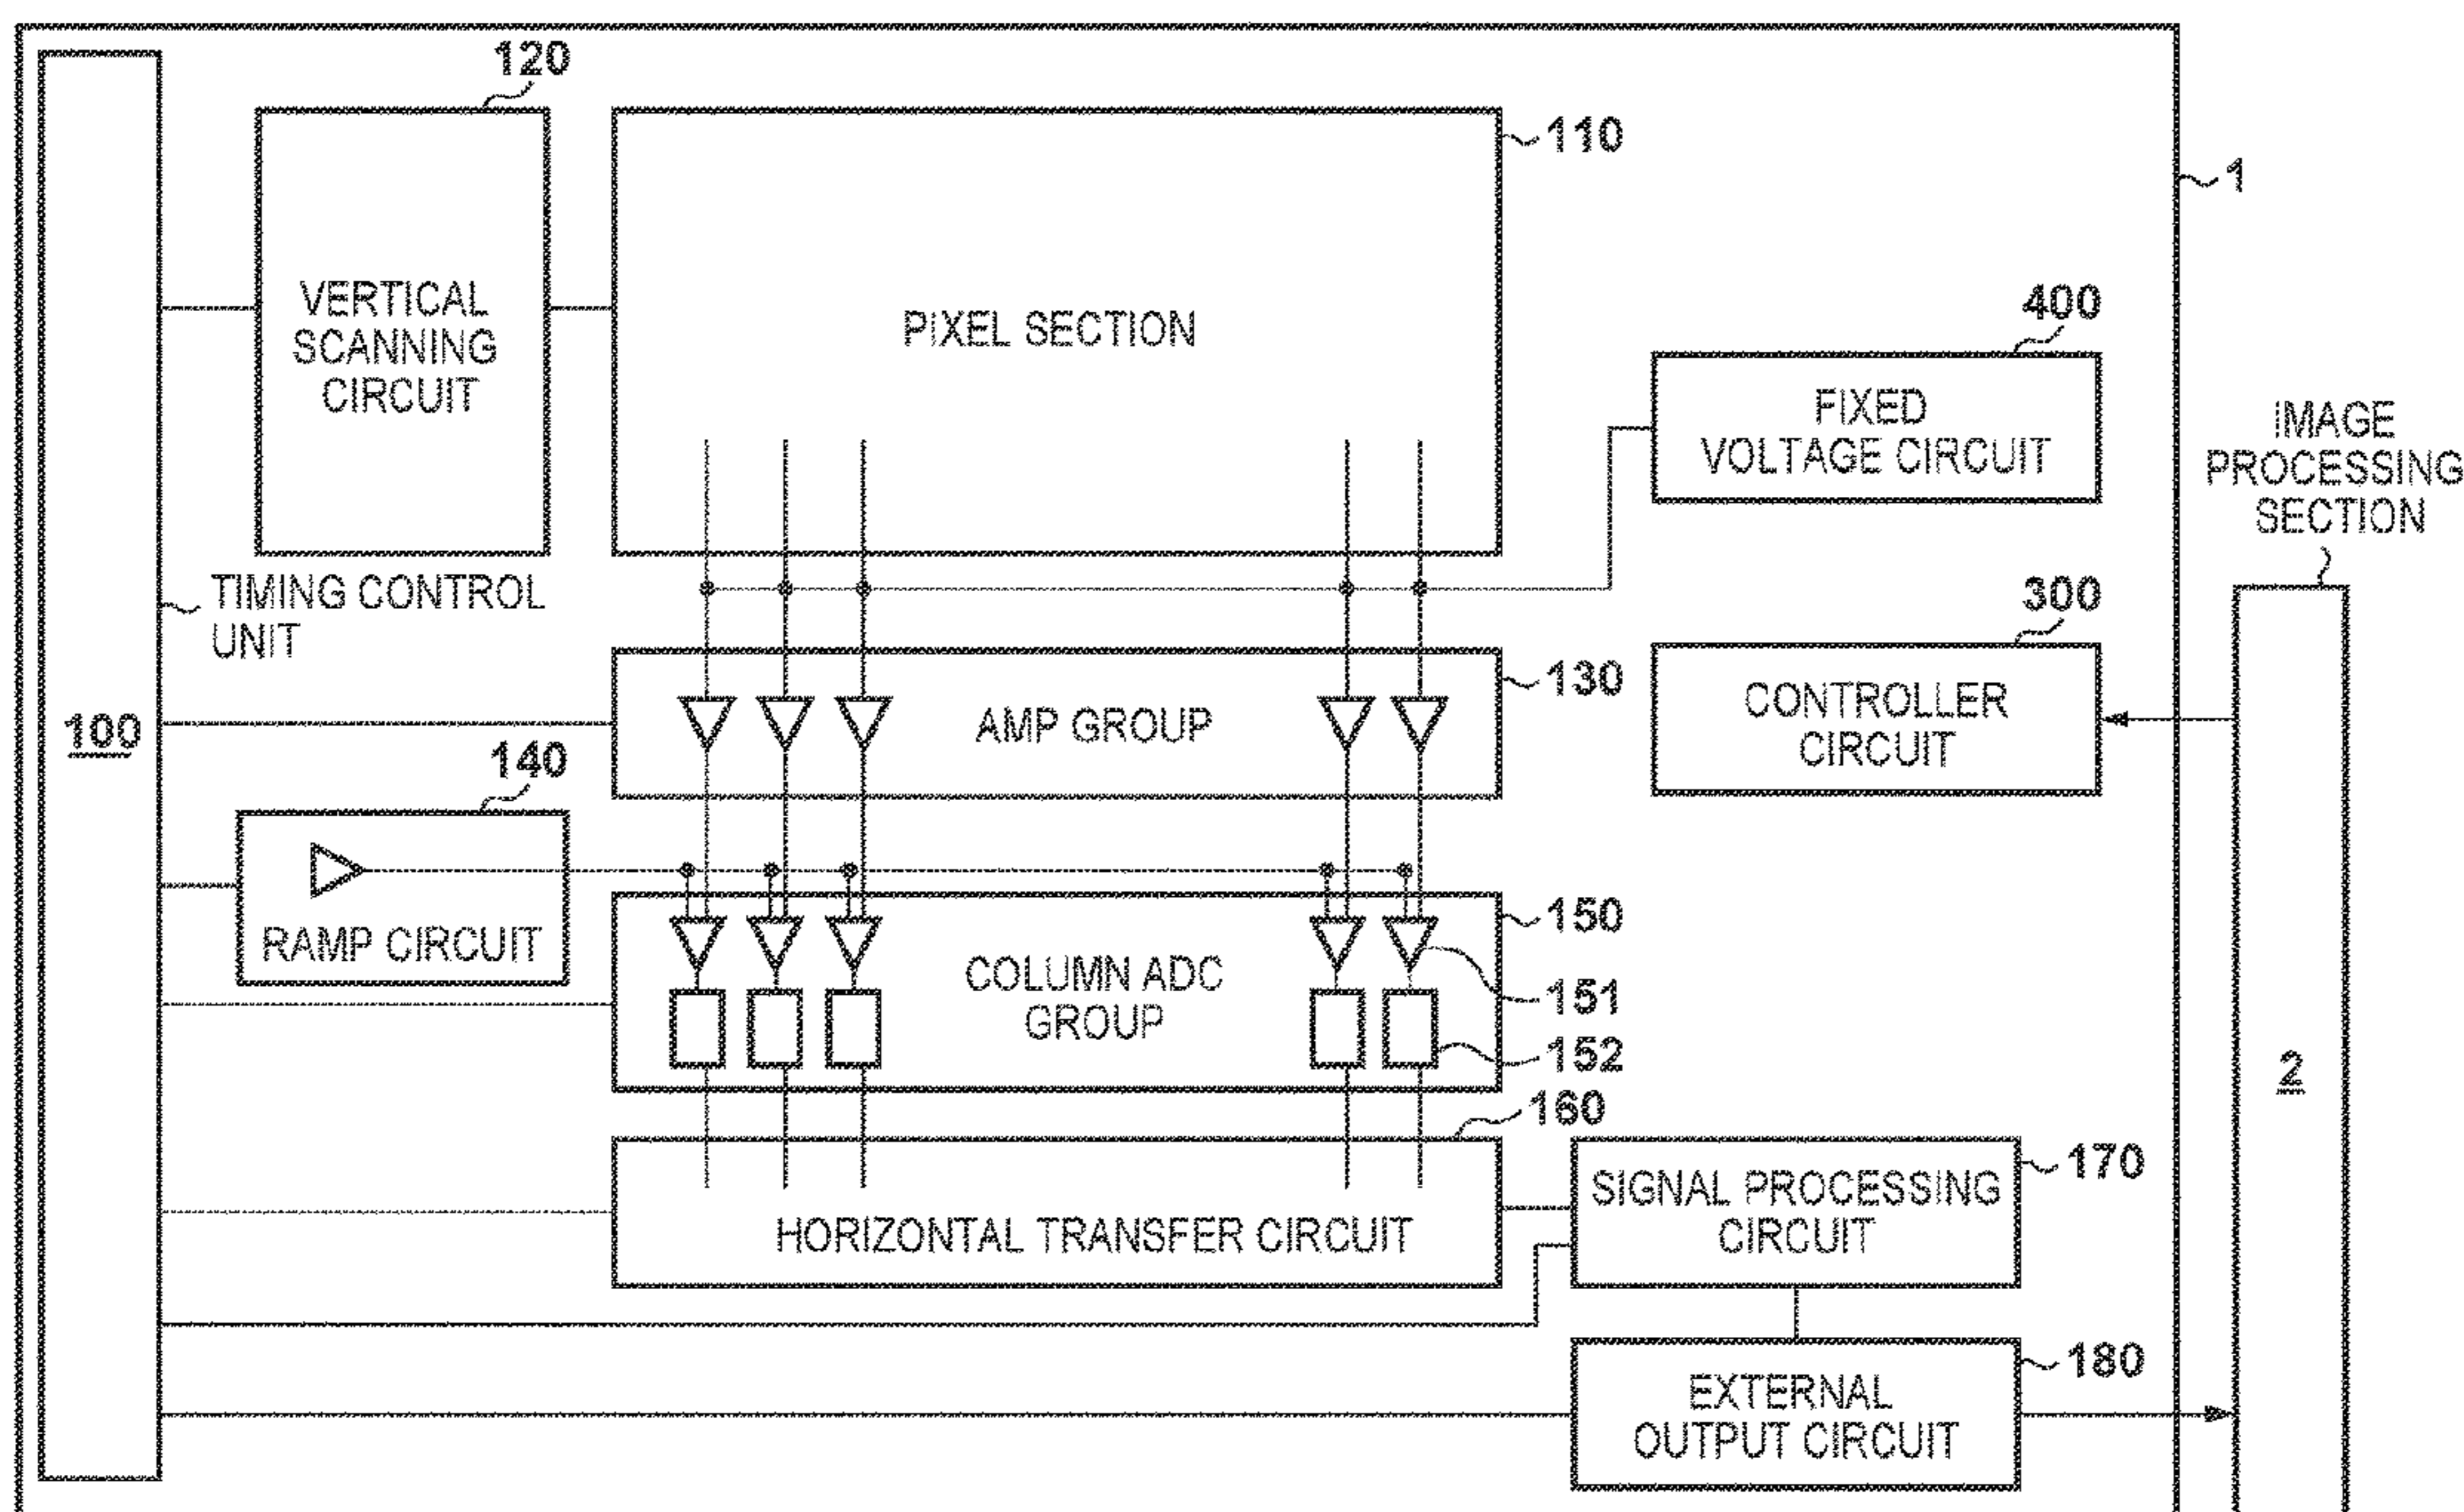 120
110
1
VERTICAL
SCANNING
CIRCUIT
PIXEL SECTION
400
FIXED
VOLTAGE CIRCUIT
IMAGE
PROCESSING
SECTION
TIMING CONTROL
UNIT
300
130
100
AMP GROUP
CONTROLLER
CIRCUIT
140
RAMP CIRCUIT
150
COLUMN ADC
GROUP
151
152
2
160
170
SIGNAL PROCESSING
CIRCUIT
HORIZONTAL TRANSFER CIRCUIT
180
EXTERNAL
OUTPUT CIRCUIT